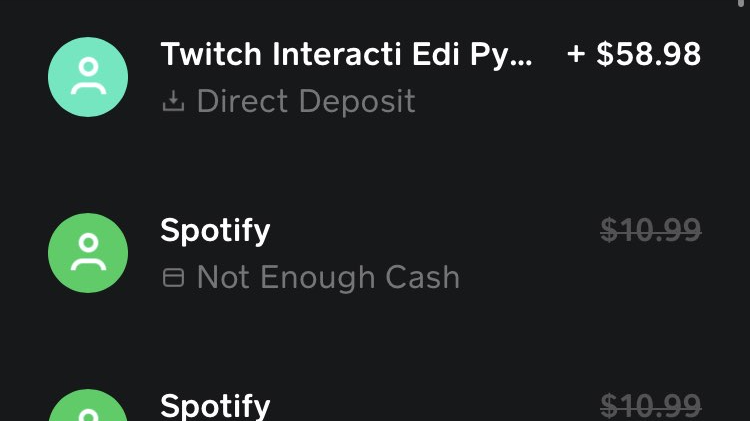 Twitch Interacti Edi Py... + $58.98
Direct Deposit
Spotify $10.99
Not Enough Cash
Spotify $10.99